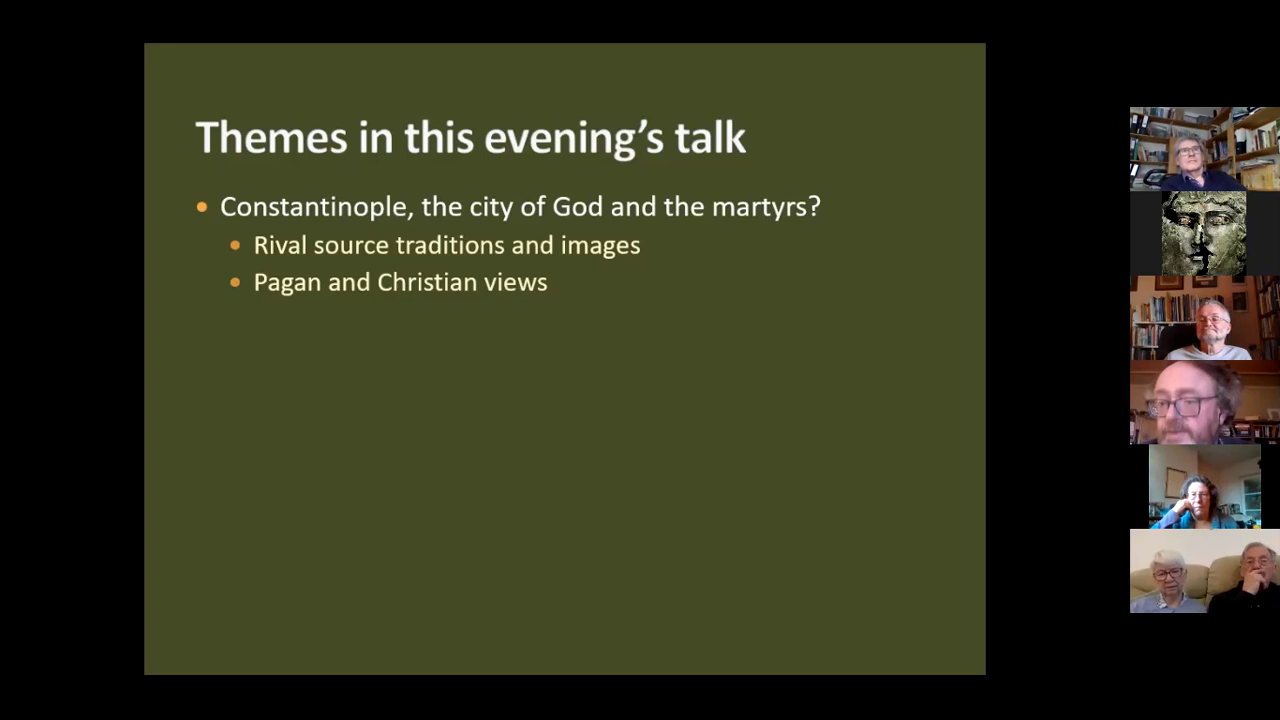 Themes in this evening’s talk
Constantinople, the city of God and the martyrs?
Rival source traditions and images
Pagan and Christian views